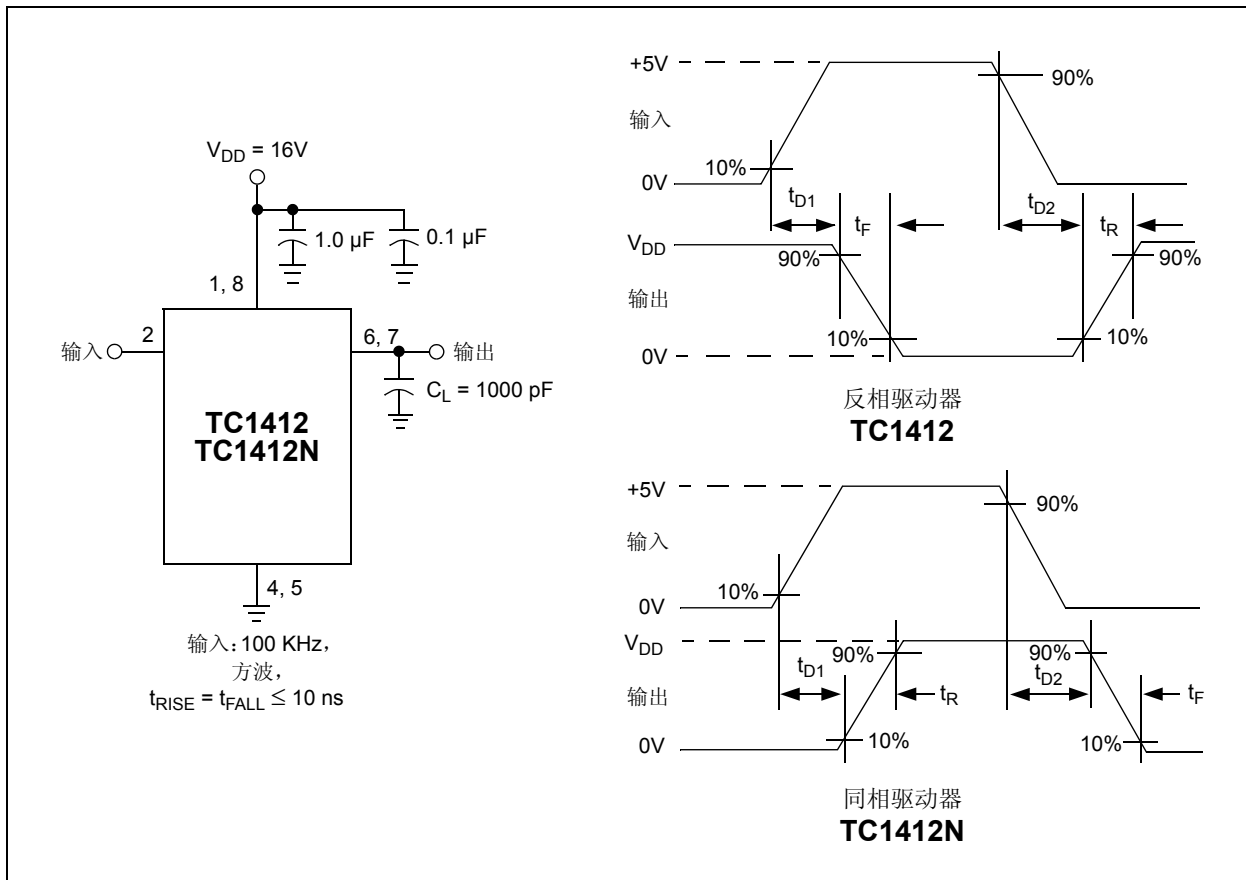 V_DD = 16V
1.0 µF
0.1 µF
1, 8
输入
2
6, 7
输出
C_L = 1000 pF
TC1412
TC1412N
4, 5
输入：100 KHz，
方波，
t_RISE = t_FALL ≤ 10 ns
+5V
90%
输入
10%
0V
t_D1
t_F
t_D2
t_R
V_DD
90%
90%
输出
10%
10%
0V
反相驱动器
TC1412
+5V
90%
输入
10%
0V
V_DD
t_D1
90%
90%
t_D2
t_R
t_F
输出
10%
10%
0V
同相驱动器
TC1412N